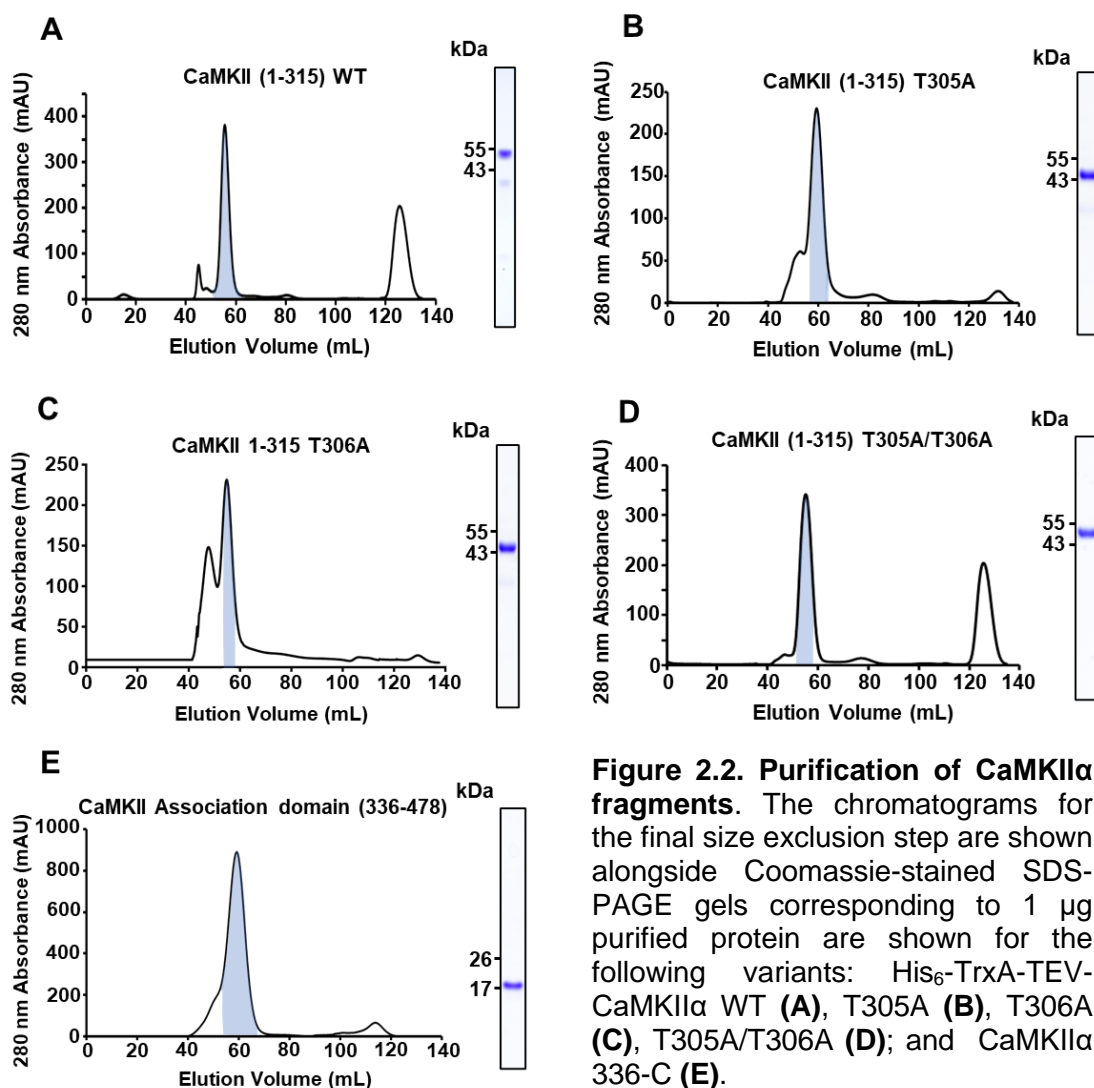 A
CaMKII (1-315) WT
kDa
280 nm Absorbance (mAU)
400
300
200
100
0
0 20 40 60 80 100 120 140
Elution Volume (mL)
55
43
B
CaMKII (1-315) T305A
kDa
280 nm Absorbance (mAU)
250
200
150
100
50
0
0 20 40 60 80 100 120 140
Elution Volume (mL)
55
43
C
CaMKII 1-315 T306A
kDa
280 nm Absorbance (mAU)
250
200
150
100
50
0
0 20 40 60 80 100 120 140
Elution Volume (mL)
55
43
D
CaMKII (1-315) T305A/T306A
kDa
280 nm Absorbance (mAU)
400
300
200
100
0
0 20 40 60 80 100 120 140
Elution Volume (mL)
55
43
E
CaMKII Association domain (336-478)
kDa
280 nm Absorbance (mAU)
1000
800
600
400
200
0
0 20 40 60 80 100 120 140
Elution Volume (mL)
26
17
Figure 2.2. Purification of CaMKIIα
fragments. The chromatograms for
the final size exclusion step are shown
alongside Coomassie-stained SDS-
PAGE gels corresponding to 1 µg
purified protein are shown for the
following variants: His₆-TrxA-TEV-
CaMKIIα WT (A), T305A (B), T306A
(C), T305A/T306A (D); and CaMKIIα
336-C (E).